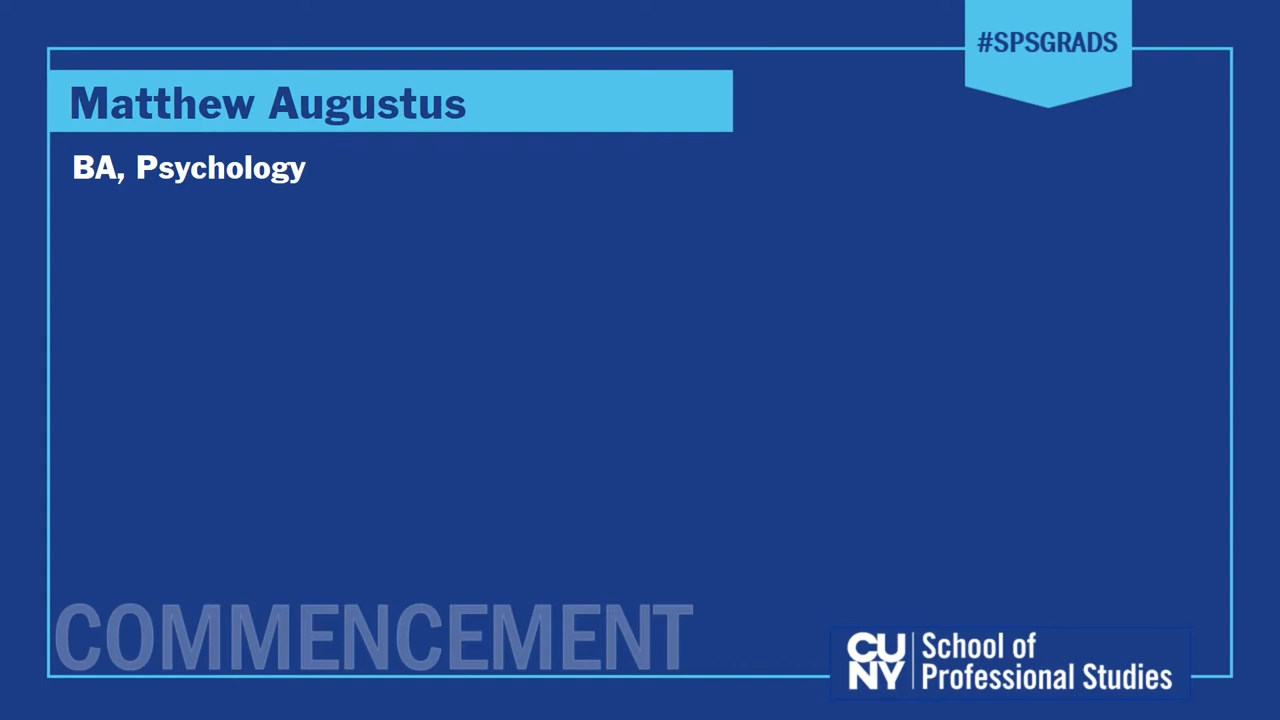 #SPSGRADS
Matthew Augustus
BA, Psychology
COMMENCEMENT
CU
NY
School of
Professional Studies